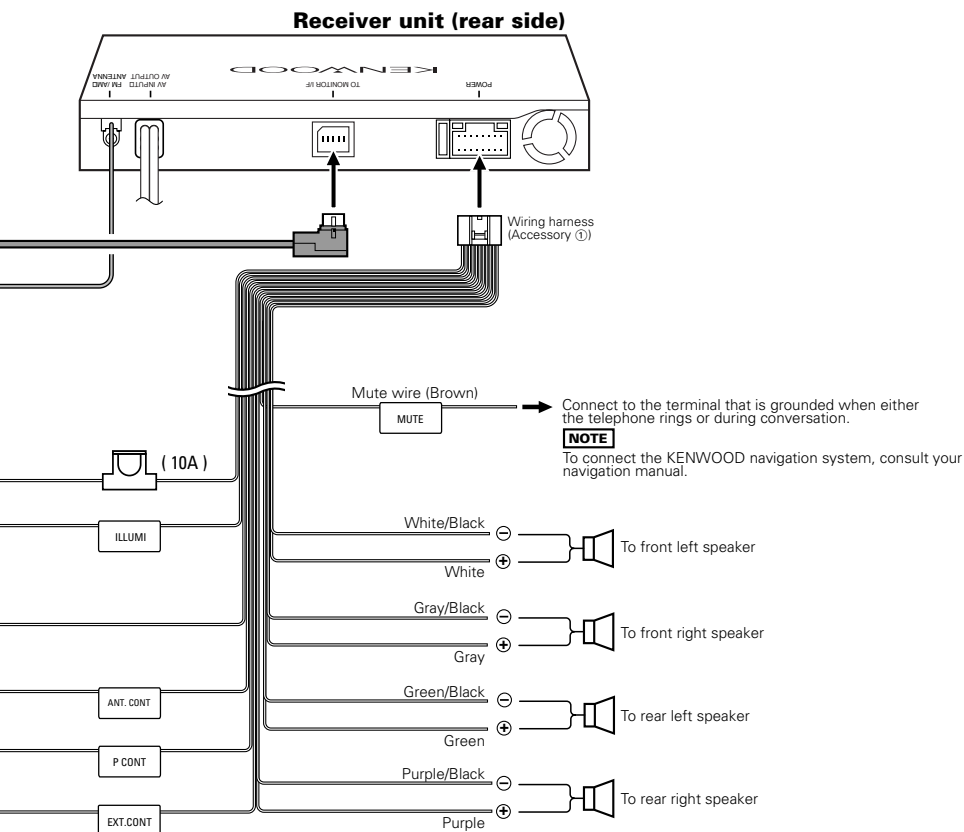 Receiver unit (rear side)
FM/AMD
ANTENNA
AV INPUTD
AV OUTPUT
TO MONITOR I/F
KENWOOD
POWER
Wiring harness
(Accessory ①)
Mute wire (Brown)
MUTE
Connect to the terminal that is grounded when either
the telephone rings or during conversation.
NOTE
To connect the KENWOOD navigation system, consult your
navigation manual.
( 10A )
ILLUMI
White/Black
⊖
To front left speaker
⊕
White
Gray/Black
⊖
To front right speaker
⊕
Gray
ANT. CONT
Green/Black
⊖
To rear left speaker
⊕
Green
P CONT
Purple/Black
⊖
To rear right speaker
⊕
EXT.CONT
Purple